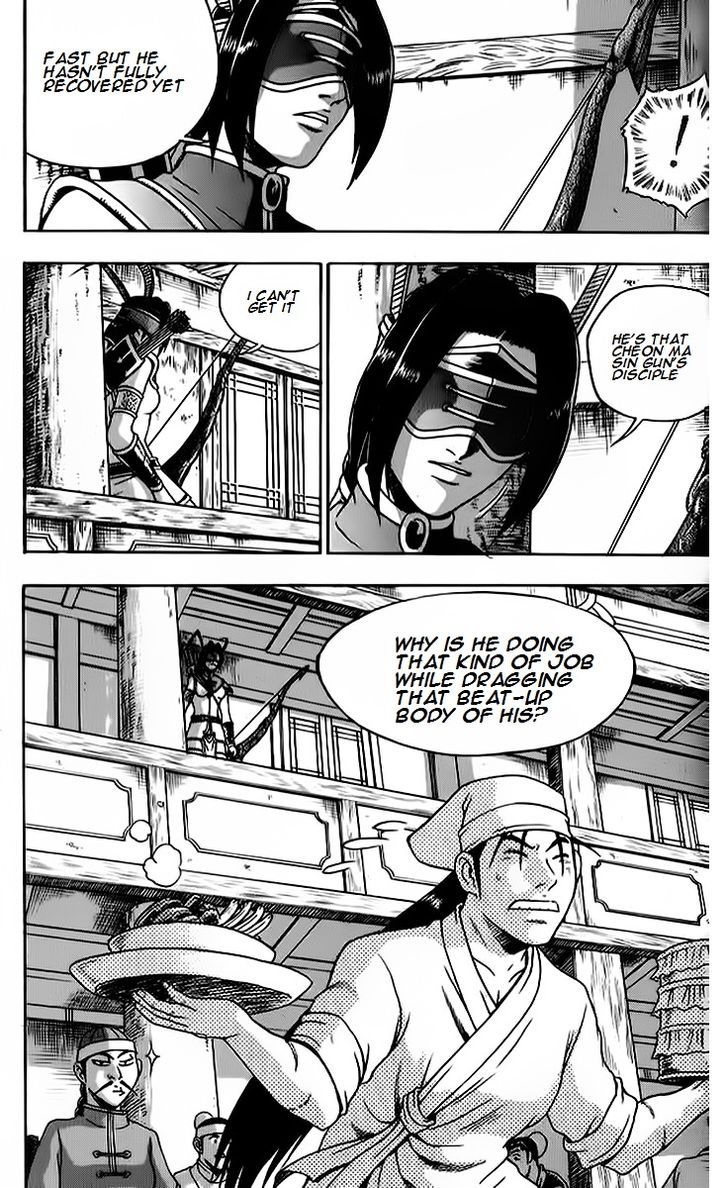 FAST BUT HE
HASN'T FULLY
RECOVERED YET
!
I CAN'T
GET IT
HE'S THAT
CHEON MA
SIN GUN'S
DISCIPLE
WHY IS HE DOING
THAT KIND OF JOB
WHILE DRAGGING
THAT BEAT-UP
BODY OF HIS?